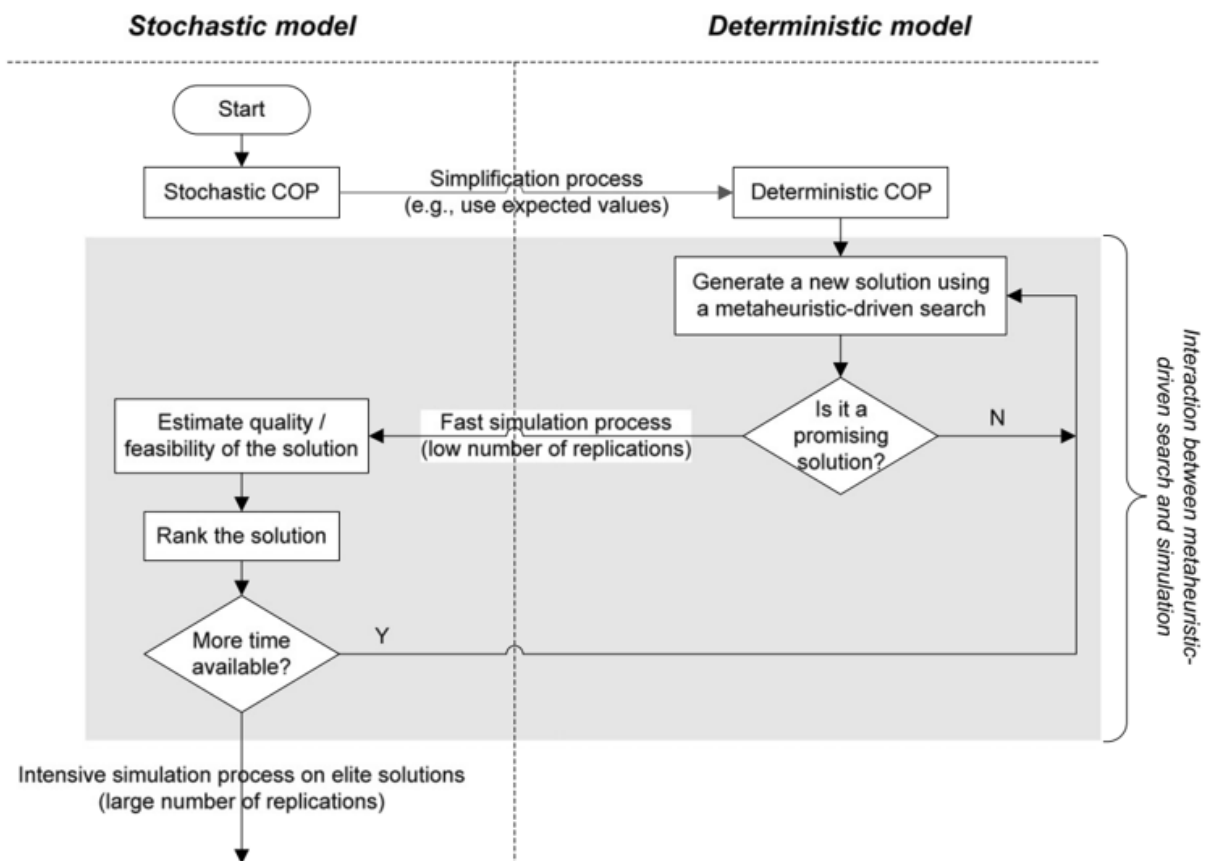 Stochastic model
Deterministic model
Start
Stochastic COP
Simplification process
(e.g., use expected values)
Deterministic COP
Generate a new solution using
a metaheuristic-driven search
Is it a
promising
solution?
N
Fast simulation process
(low number of replications)
Estimate quality /
feasibility of the solution
Rank the solution
More time
available?
Y
Intensive simulation process on elite solutions
(large number of replications)
Interaction between metaheuristic-
driven search and simulation